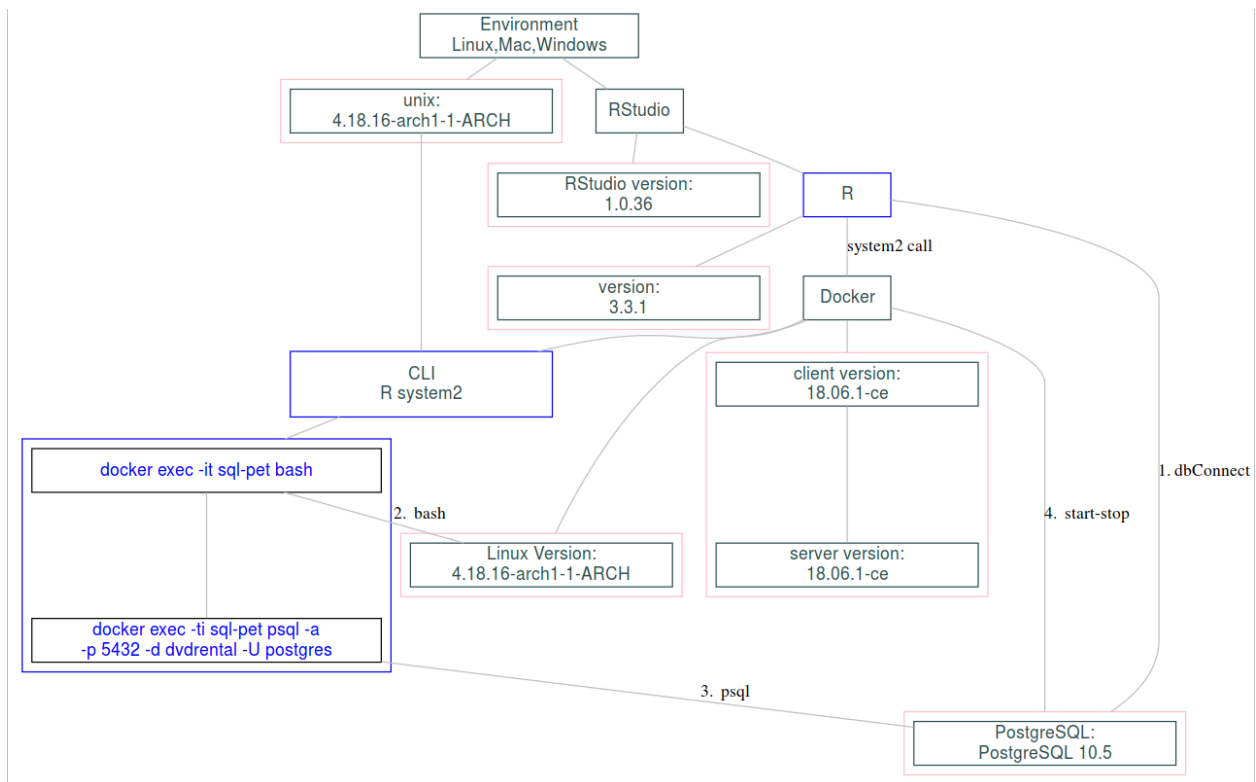 Environment
Linux,Mac,Windows
unix:
4.18.16-arch1-1-ARCH
RStudio
RStudio version:
1.0.36
R
system2 call
version:
3.3.1
Docker
CLI
R system2
client version:
18.06.1-ce
docker exec -it sql-pet bash
1. dbConnect
2. bash
4. start-stop
Linux Version:
4.18.16-arch1-1-ARCH
server version:
18.06.1-ce
docker exec -ti sql-pet psql -a
-p 5432 -d dvdrental -U postgres
3. psql
PostgreSQL:
PostgreSQL 10.5